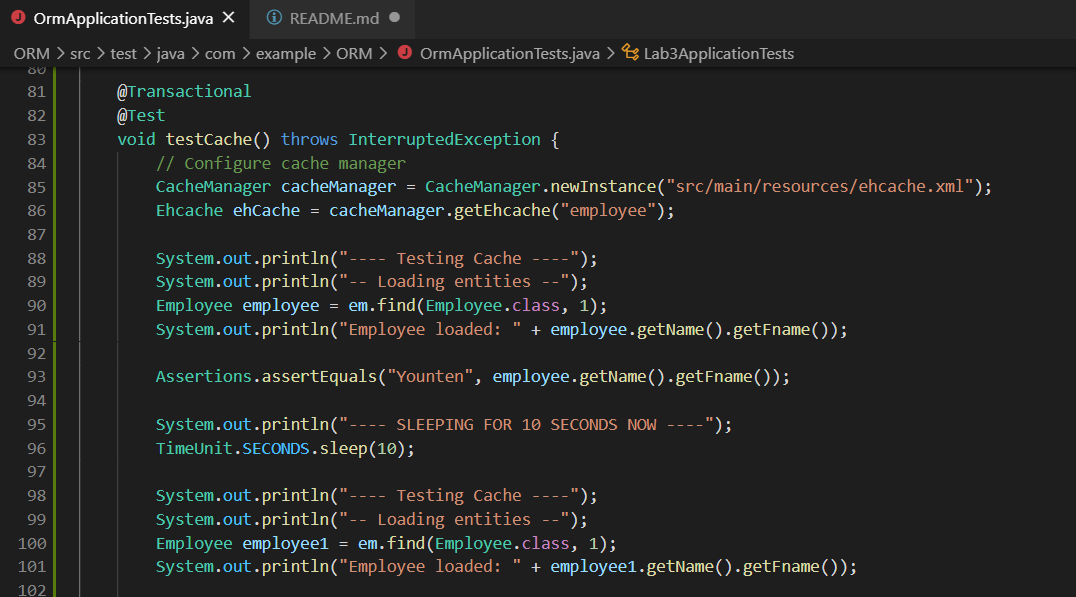 OrmApplicationTests.java README.md
ORM > src > test > java > com > example > ORM > OrmApplicationTests.java > Lab3ApplicationTests
80
81 @Transactional
82 @Test
83 void testCache() throws InterruptedException {
84 // Configure cache manager
85 CacheManager cacheManager = CacheManager.newInstance("src/main/resources/ehcache.xml");
86 Ehcache ehCache = cacheManager.getEhcache("employee");
87
88 System.out.println("---- Testing Cache ----");
89 System.out.println("-- Loading entities --");
90 Employee employee = em.find(Employee.class, 1);
91 System.out.println("Employee loaded: " + employee.getName().getFname());
92
93 Assertions.assertEquals("Younten", employee.getName().getFname());
94
95 System.out.println("---- SLEEPING FOR 10 SECONDS NOW ----");
96 TimeUnit.SECONDS.sleep(10);
97
98 System.out.println("---- Testing Cache ----");
99 System.out.println("-- Loading entities --");
100 Employee employee1 = em.find(Employee.class, 1);
101 System.out.println("Employee loaded: " + employee1.getName().getFname());
102